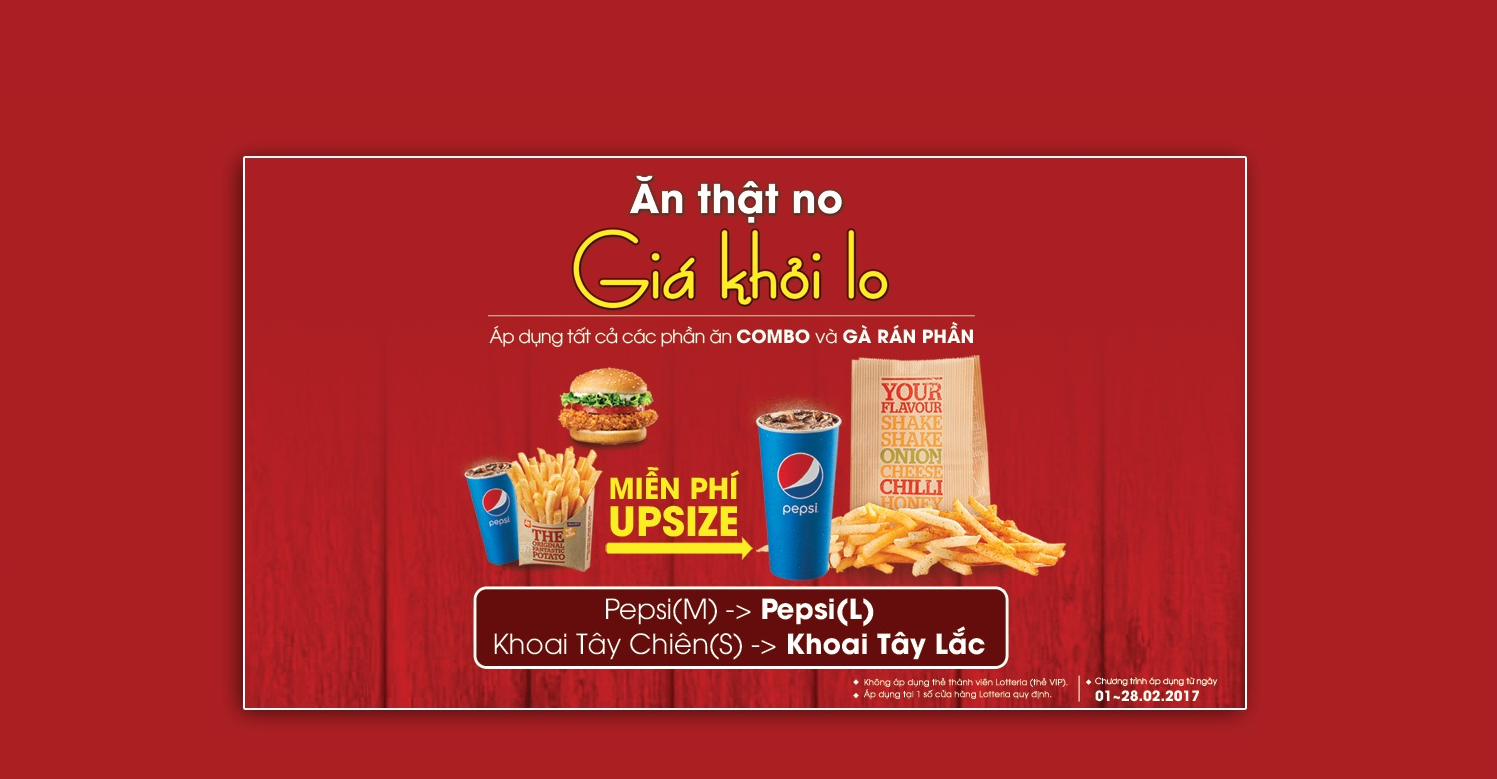 Ăn thật no
Giá khỏi lo
Áp dụng tất cả các phần ăn COMBO và GÀ RÁN PHẦN
YOUR
FLAVOUR
SHAKE
SHAKE
ONION
CHEESE
CHILLI
HONEY
MIỄN PHÍ
UPSIZE
pepsi
pepsi
THE
ORIGINAL
FANTASTIC
POTATO
Pepsi(M) -> Pepsi(L)
Khoai Tây Chiên(S) -> Khoai Tây Lắc
Không áp dụng thẻ thành viên Lotteria (thẻ VIP).
Áp dụng tại 1 số cửa hàng Lotteria quy định.
Chương trình áp dụng từ ngày
01~28.02.2017